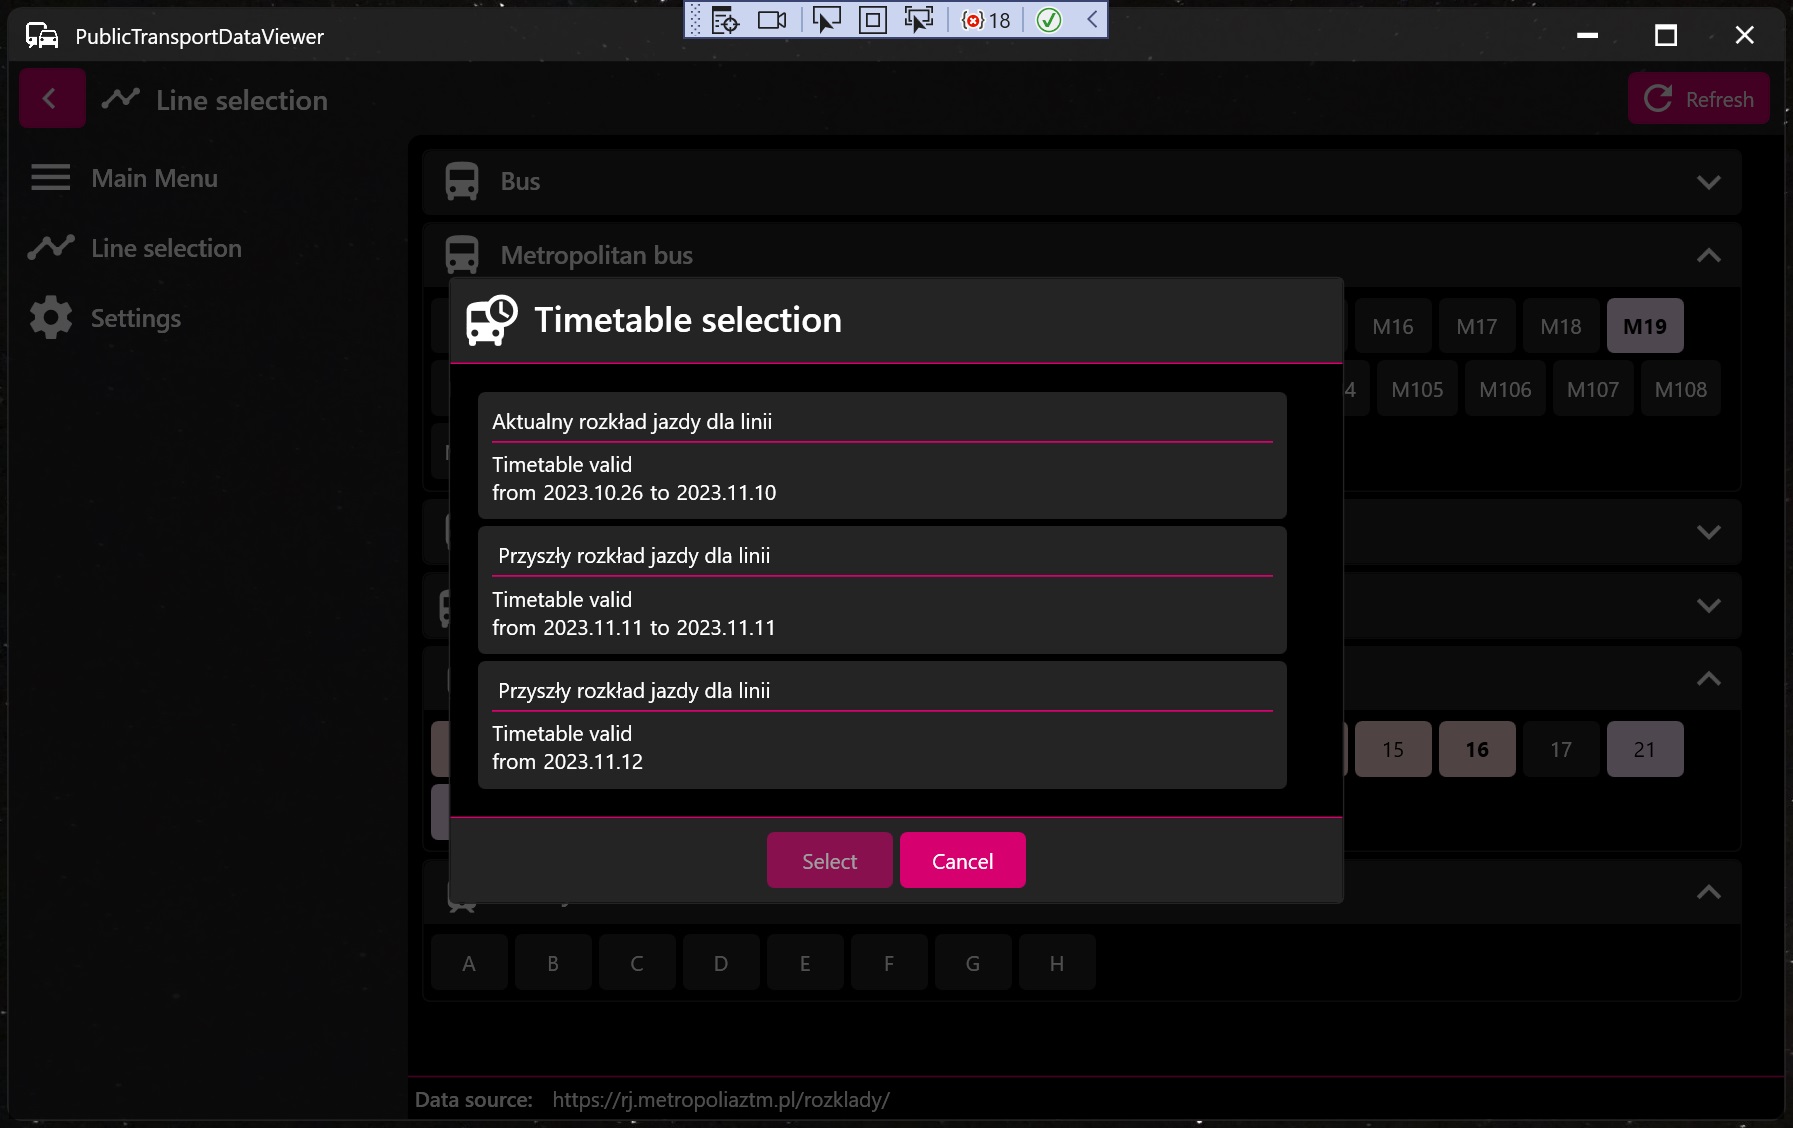 18
PublicTransportDataViewer
Line selection
Refresh
Main Menu
Line selection
Settings
Bus
Metropolitan bus
M16
M17
M18
M19
4
M105
M106
M107
M108
Timetable selection
Aktualny rozkład jazdy dla linii
Timetable valid
from 2023.10.26 to 2023.11.10
Przyszły rozkład jazdy dla linii
Timetable valid
from 2023.11.11 to 2023.11.11
Przyszły rozkład jazdy dla linii
Timetable valid
from 2023.11.12
15
16
17
21
Select
Cancel
A
B
C
D
E
F
G
H
Data source: https://rj.metropoliaztm.pl/rozklady/